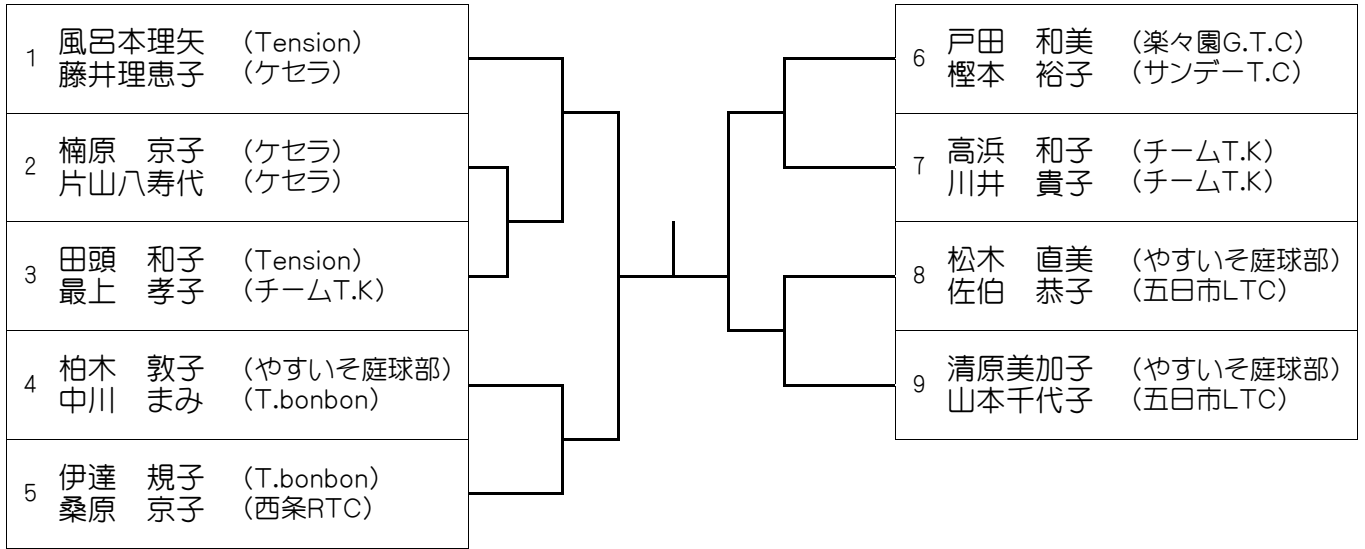 1 風呂本理矢 (Tension)
藤井理恵子 (ケセラ)
2 楠原　京子 (ケセラ)
片山八寿代 (ケセラ)
3 田頭　和子 (Tension)
最上　孝子 (チームT.K)
4 柏木　敦子 (やすいそ庭球部)
中川　まみ (T.bonbon)
5 伊達　規子 (T.bonbon)
桑原　京子 (西条RTC)
6 戸田　和美 (楽々園G.T.C)
樫本　裕子 (サンデーT.C)
7 高浜　和子 (チームT.K)
川井　貴子 (チームT.K)
8 松木　直美 (やすいそ庭球部)
佐伯　恭子 (五日市LTC)
9 清原美加子 (やすいそ庭球部)
山本千代子 (五日市LTC)